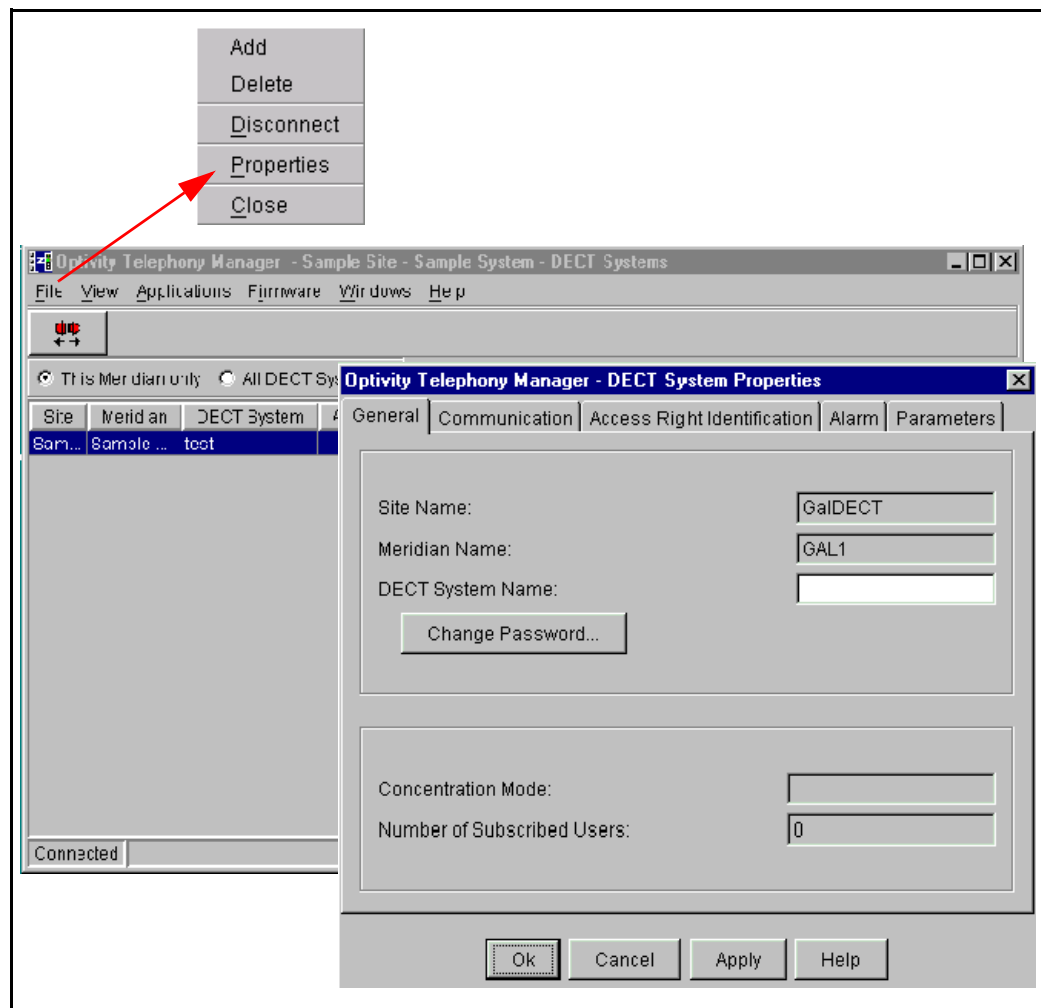 Add
Delete
Disconnect
Properties
Close
Optivity Telephony Manager - Sample Site - Sample System - DECT Systems
File View Applications Firmware Windows Help
This Meridian only All DECT Sys
Site Meridian DECT System A
Sam... Sample ... test
Connected
Optivity Telephony Manager - DECT System Properties
General Communication Access Right Identification Alarm Parameters
Site Name: GalDECT
Meridian Name: GAL1
DECT System Name:
Change Password...
Concentration Mode:
Number of Subscribed Users: 0
Ok Cancel Apply Help